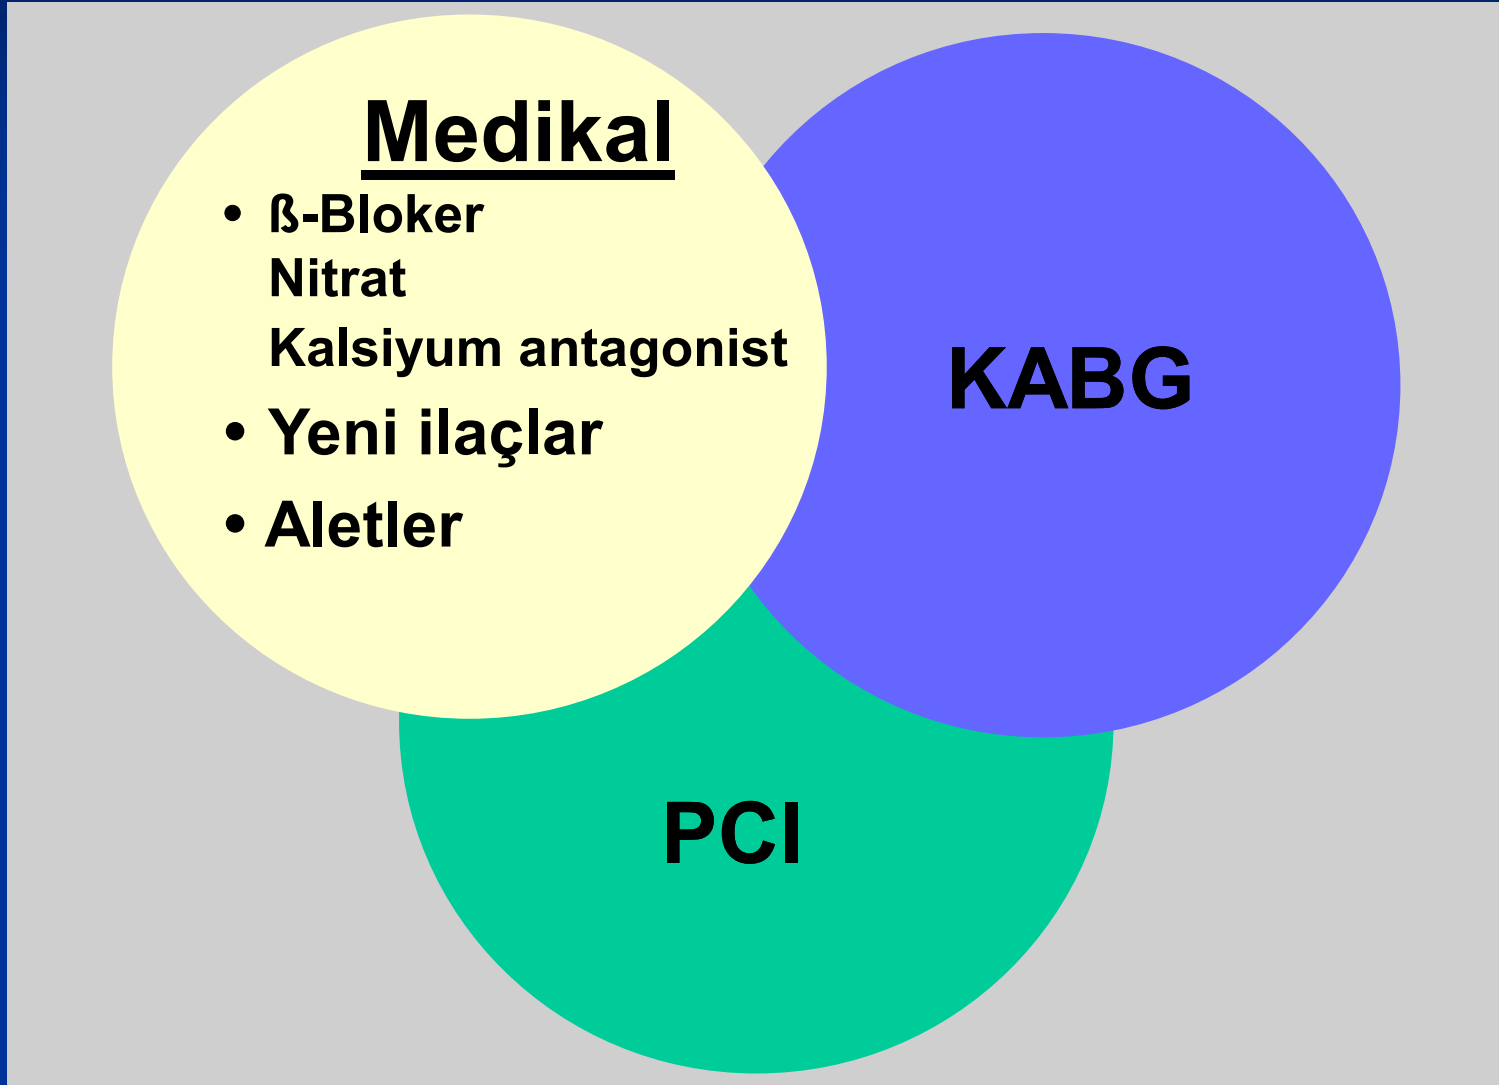 Medikal
• ß-Bloker
Nitrat
Kalsiyum antagonist
• Yeni ilaçlar
• Aletler
KABG
PCI